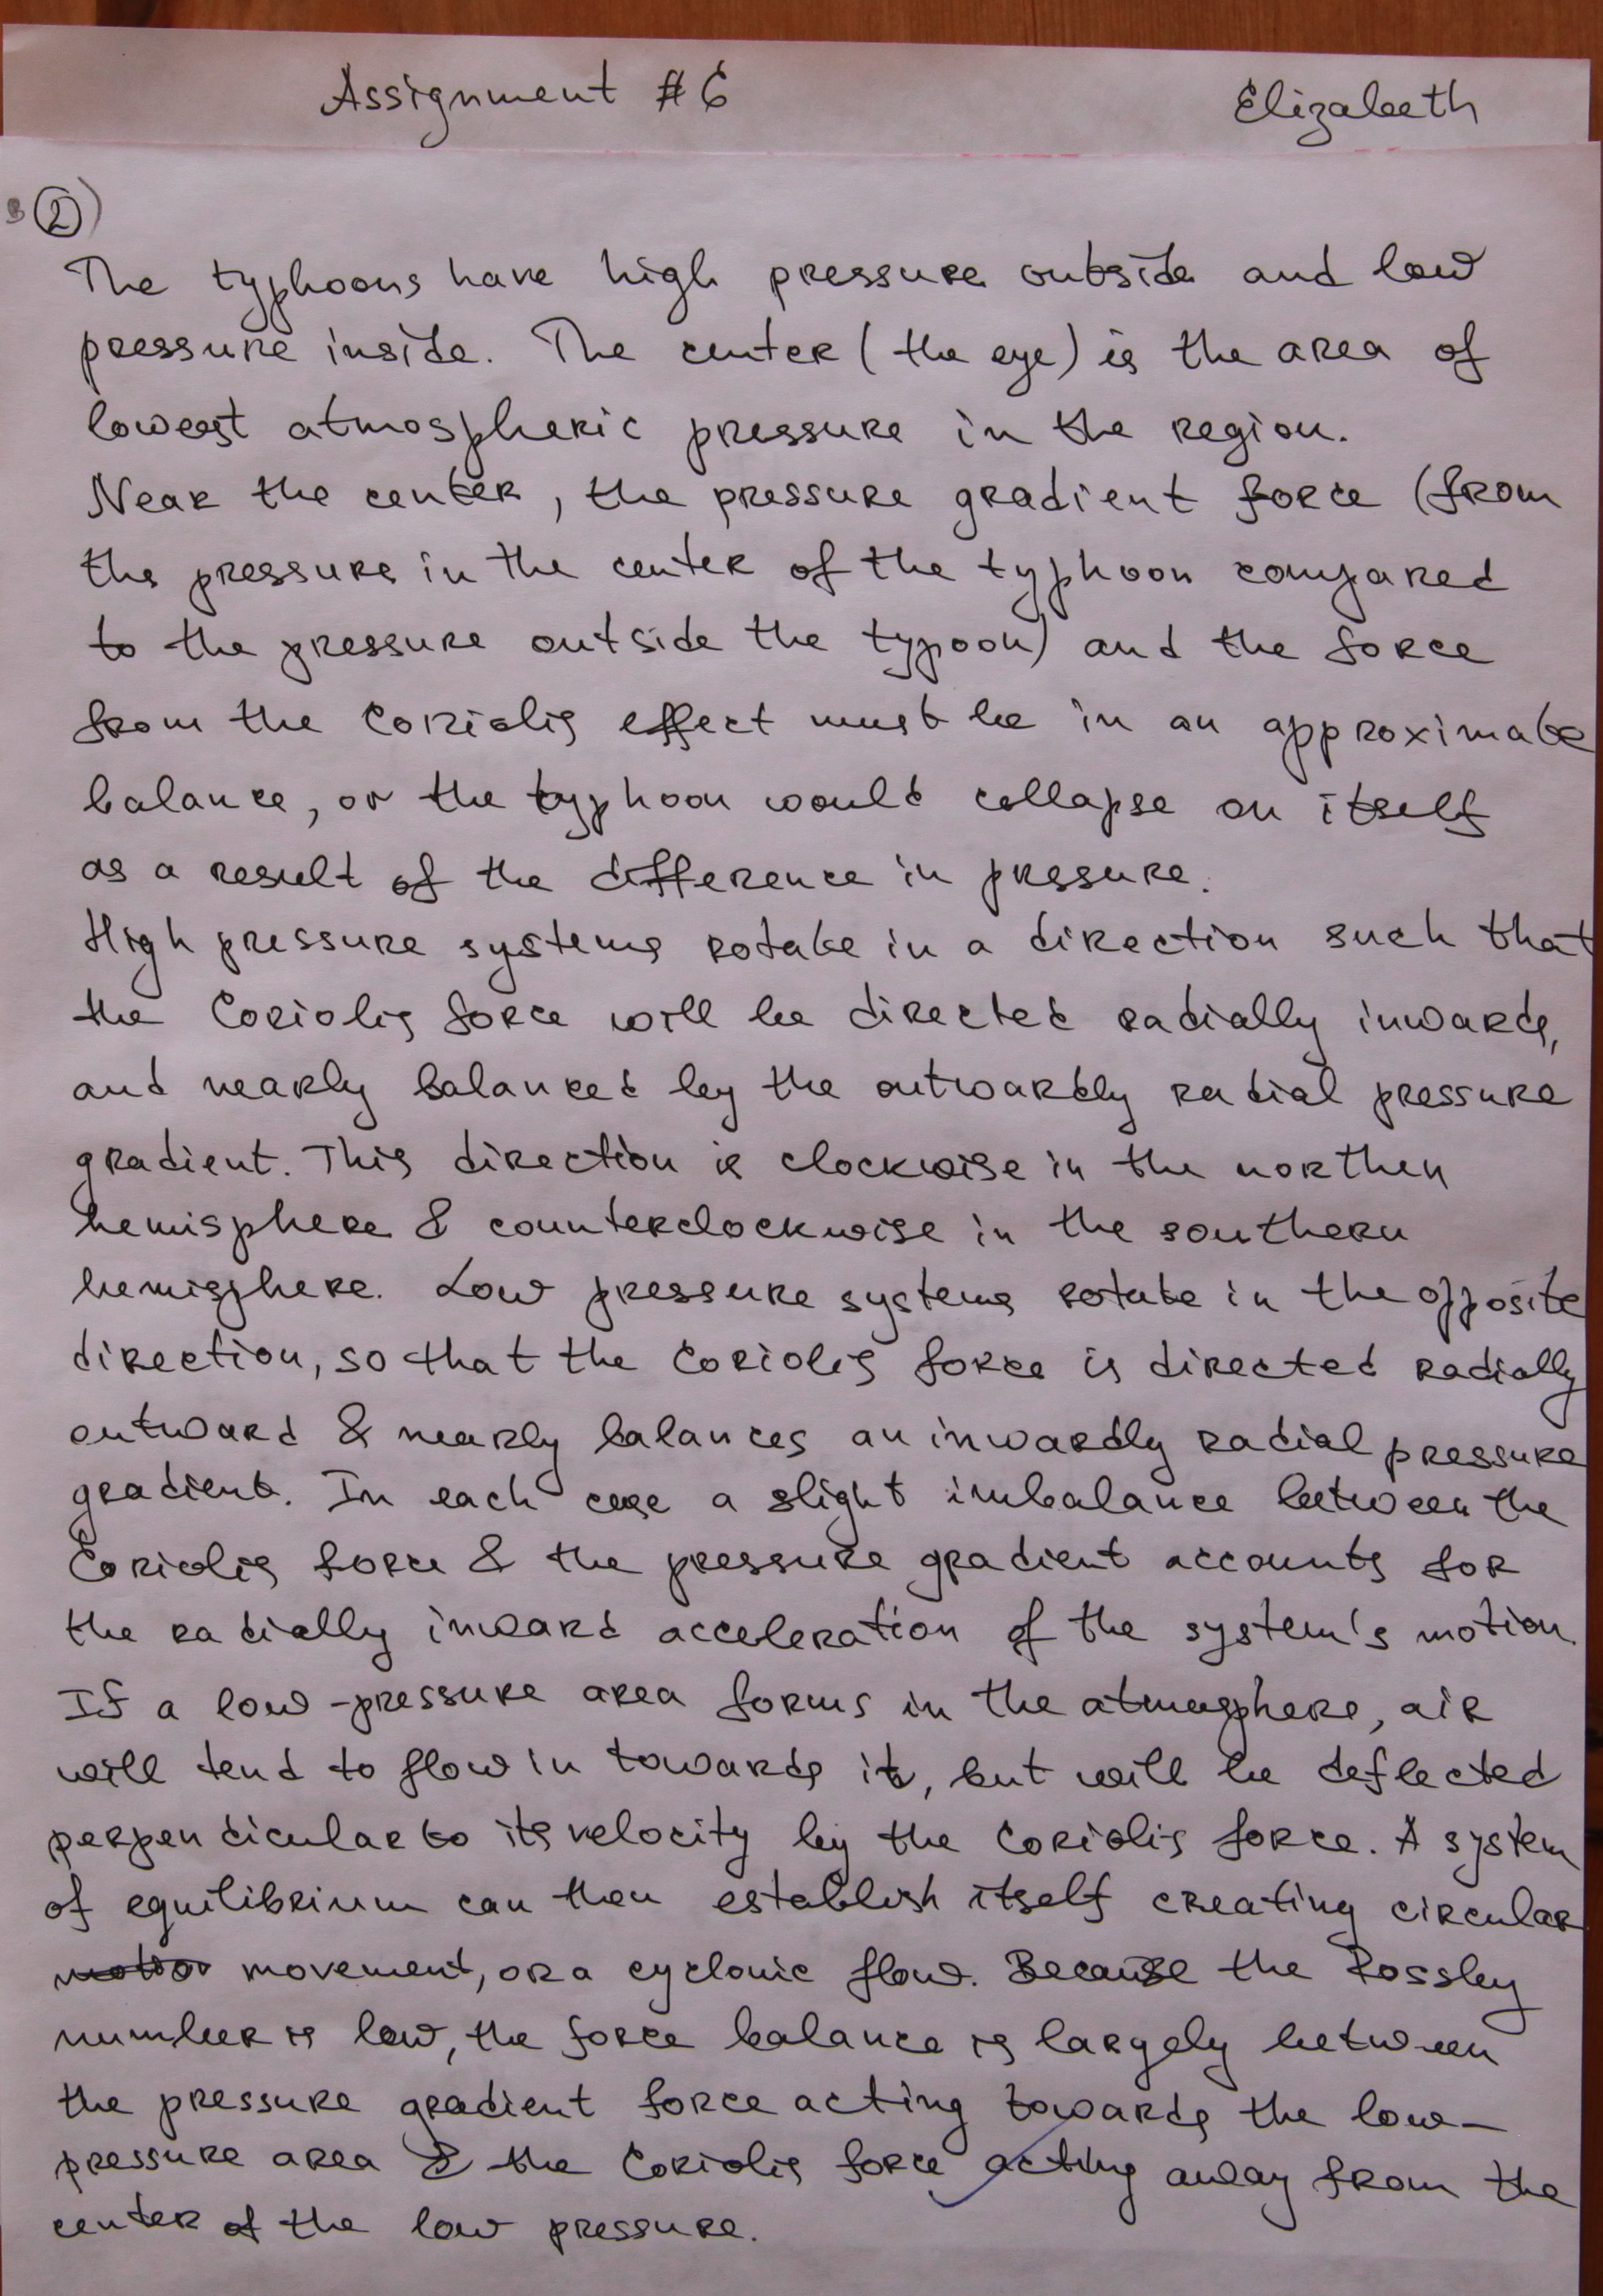 Assignment #6
Elizabeth
2)
The typhoons have high pressure outside and low
pressure inside. The center (the eye) is the area of
lowest atmospheric pressure in the region.
Near the center, the pressure gradient force (from
the pressure in the center of the typhoon compared
to the pressure outside the typoon) and the force
from the Coriolis effect must be in an approximate
balance, or the typhoon would collapse on itself
as a result of the difference in pressure.
High pressure systems rotate in a direction such that
the Coriolis force will be directed radially inwards,
and nearly balanced by the outwardly radial pressure
gradient. This direction is clockwise in the northen
hemisphere & counterclockwise in the southern
hemisphere. Low pressure systems rotate in the opposite
direction, so that the Coriolis force is directed radially
outward & nearly balances an inwardly radial pressure
gradient. In each case a slight imbalance between the
Coriolis force & the pressure gradient accounts for
the radially inward acceleration of the system's motion.
If a low-pressure area forms in the atmosphere, air
will tend to flow in towards it, but will be deflected
perpendicular to its velocity by the Coriolis force. A system
of equilibrium can then establish itself creating circular
motion movement, or a cyclonic flow. Because the Rossby
number is low, the force balance is largely between
the pressure gradient force acting towards the low-
pressure area & the Coriolis force acting away from the
center of the low pressure.